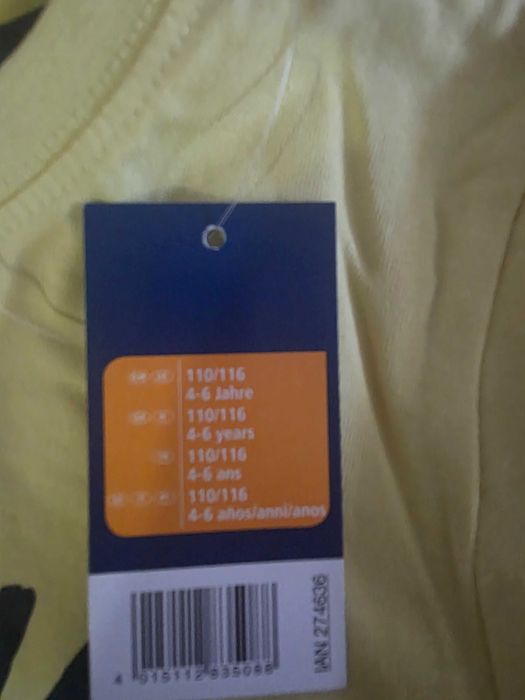 110/116
4-6 Jahre
110/116
4-6 years
110/116
4-6 ans
110/116
4-6 años/anni/anos
IAN 274636